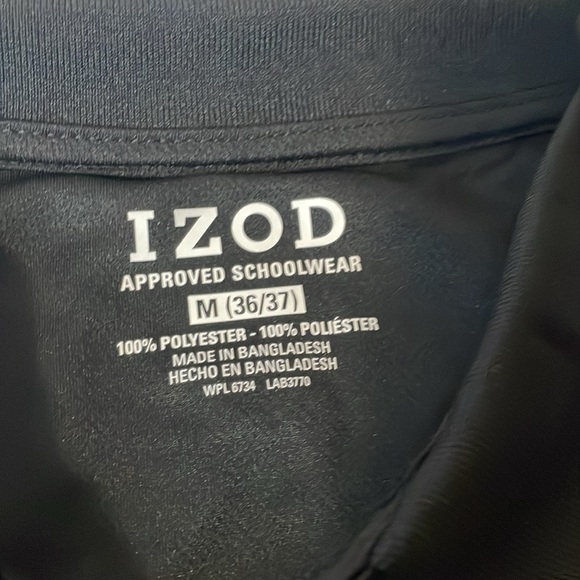 IZOD
APPROVED SCHOOLWEAR
M (36/37)
100% POLYESTER - 100% POLIÉSTER
MADE IN BANGLADESH
HECHO EN BANGLADESH
WPL 6734 LAB3770